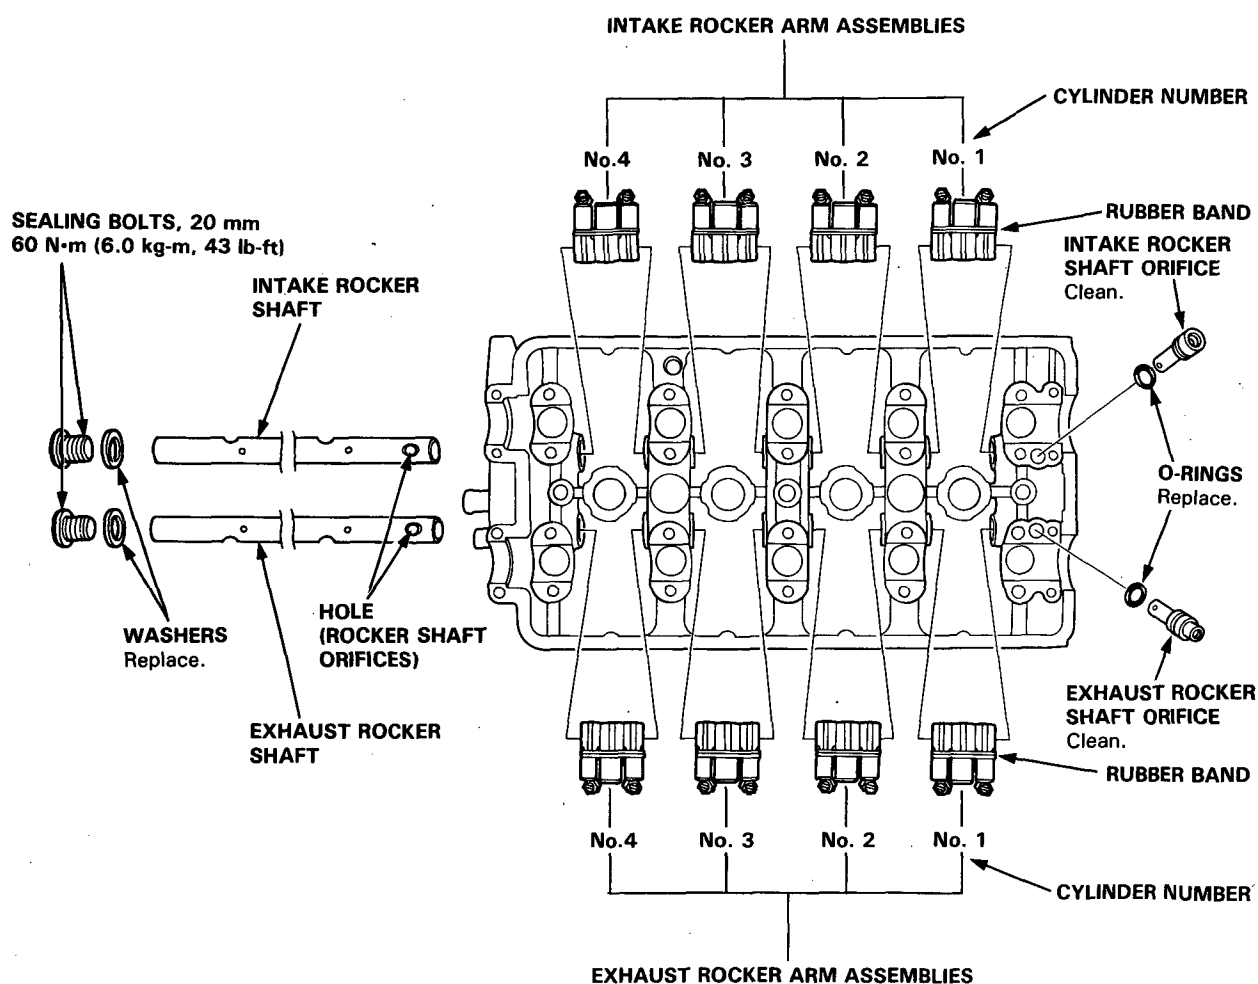 INTAKE ROCKER ARM ASSEMBLIES
CYLINDER NUMBER
No.4
No. 3
No. 2
No. 1
RUBBER BAND
SEALING BOLTS, 20 mm
60 N·m (6.0 kg-m, 43 lb-ft)
INTAKE ROCKER
SHAFT ORIFICE
Clean.
INTAKE ROCKER
SHAFT
O-RINGS
Replace.
WASHERS
Replace.
HOLE
(ROCKER SHAFT
ORIFICES)
EXHAUST ROCKER
SHAFT
EXHAUST ROCKER
SHAFT ORIFICE
Clean.
RUBBER BAND
No.4
No. 3
No. 2
No. 1
CYLINDER NUMBER
EXHAUST ROCKER ARM ASSEMBLIES